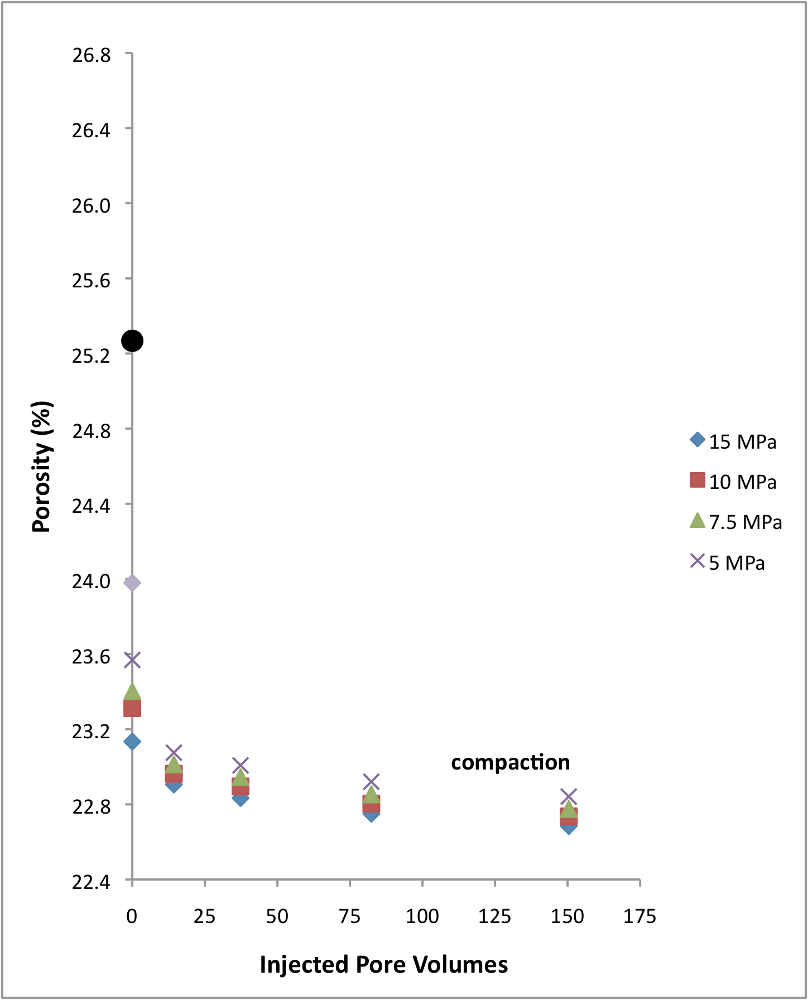 26.8
26.4
26.0
25.6
25.2
24.8
24.4
24.0
23.6
23.2
22.8
22.4
Porosity (%)
compaction
15 MPa
10 MPa
7.5 MPa
5 MPa
0 25 50 75 100 125 150 175
Injected Pore Volumes